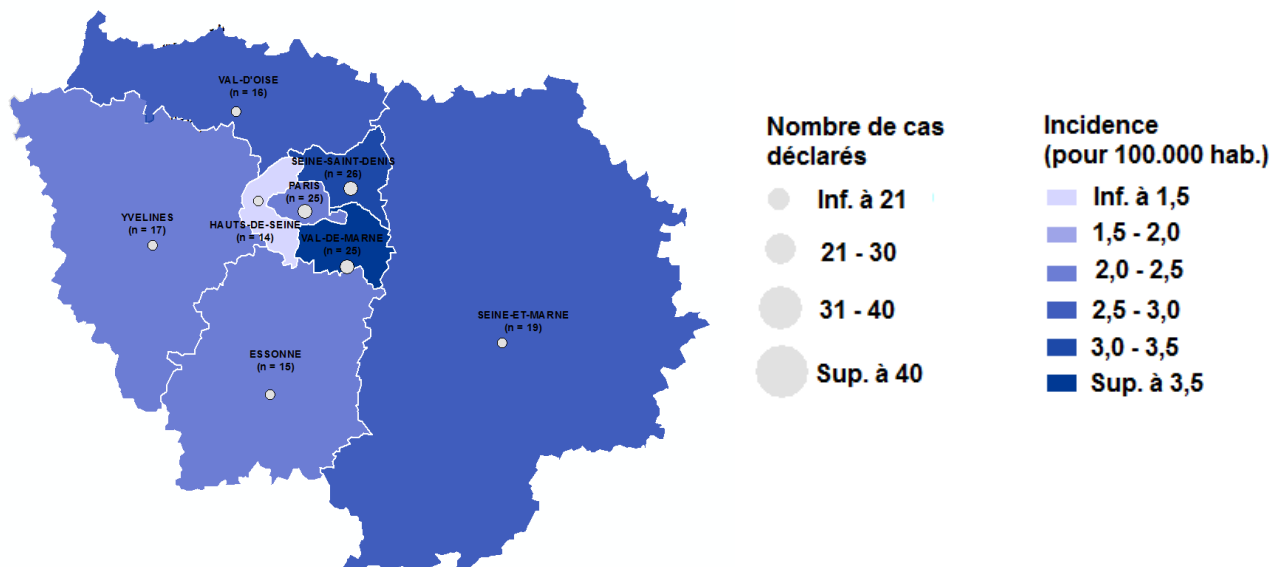 VAL-D'OISE
(n = 16)
SEINE-SAINT-DENIS
(n = 26)
PARIS
(n = 25)
YVELINES
(n = 17)
HAUTS-DE-SEINE
(n = 14)
VAL-DE-MARNE
(n = 25)
SEINE-ET-MARNE
(n = 19)
ESSONNE
(n = 15)
Nombre de cas
déclarés
Inf. à 21
21 - 30
31 - 40
Sup. à 40
Incidence
(pour 100.000 hab.)
Inf. à 1,5
1,5 - 2,0
2,0 - 2,5
2,5 - 3,0
3,0 - 3,5
Sup. à 3,5